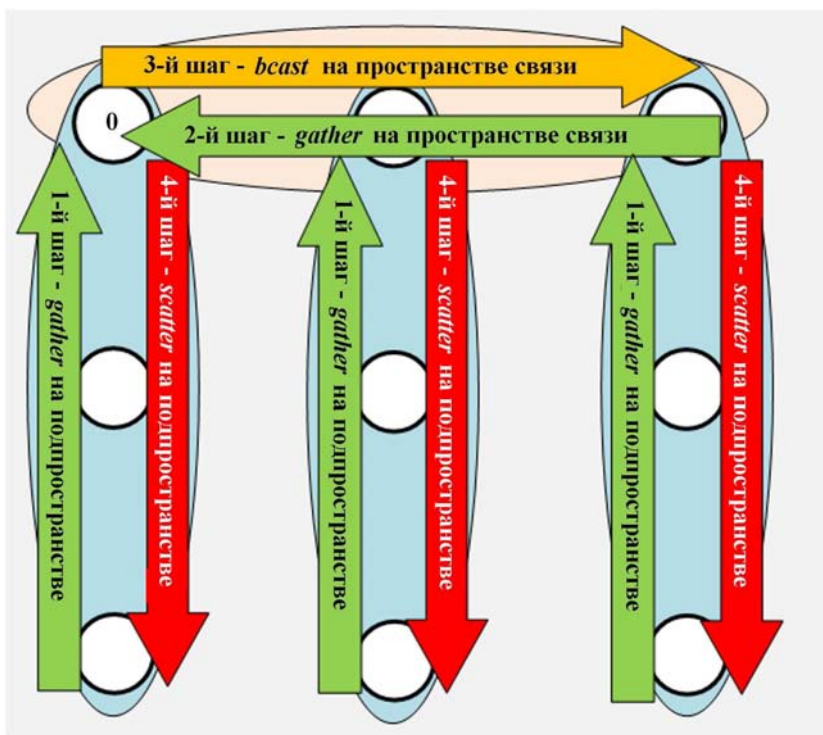 3-й шаг - bcast на пространстве связи
0
2-й шаг - gather на пространстве связи
1-й шаг - gather на подпространстве
4-й шаг - scatter на подпространстве
1-й шаг - gather на подпространстве
4-й шаг - scatter на подпространстве
1-й шаг - gather на подпространстве
4-й шаг - scatter на подпространстве